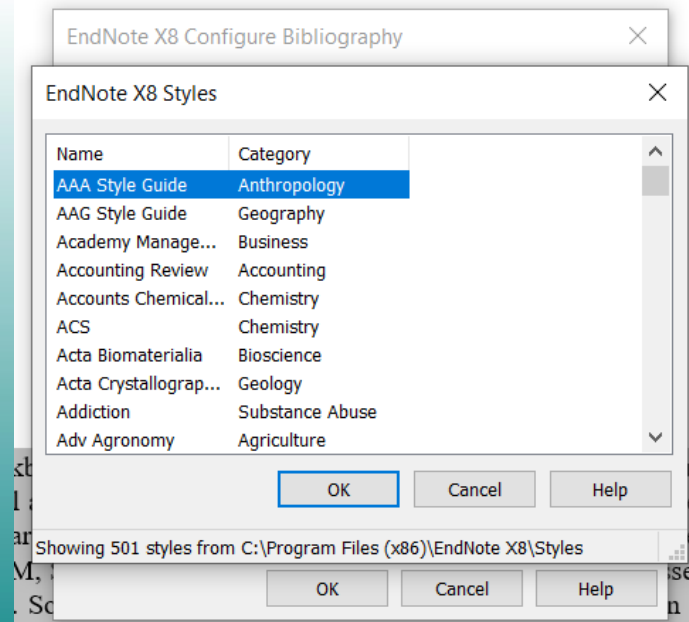 EndNote X8 Configure Bibliography
EndNote X8 Styles
Name Category
AAA Style Guide Anthropology
AAG Style Guide Geography
Academy Manage... Business
Accounting Review Accounting
Accounts Chemical... Chemistry
ACS Chemistry
Acta Biomaterialia Bioscience
Acta Crystallograp... Geology
Addiction Substance Abuse
Adv Agronomy Agriculture
OK Cancel Help
Showing 501 styles from C:\Program Files (x86)\EndNote X8\Styles
OK Cancel Help